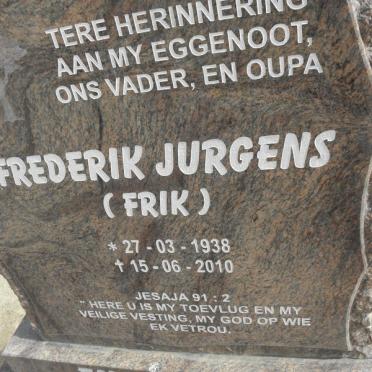 TERE HERINNERING
AAN MY EGGENOOT,
ONS VADER, EN OUPA
FREDERIK JURGENS
( FRIK )
* 27 - 03 - 1938
† 15 - 06 - 2010
JESAJA 91 : 2
" HERE U IS MY TOEVLUG EN MY
VEILIGE VESTING, MY GOD OP WIE
EK VETROU.